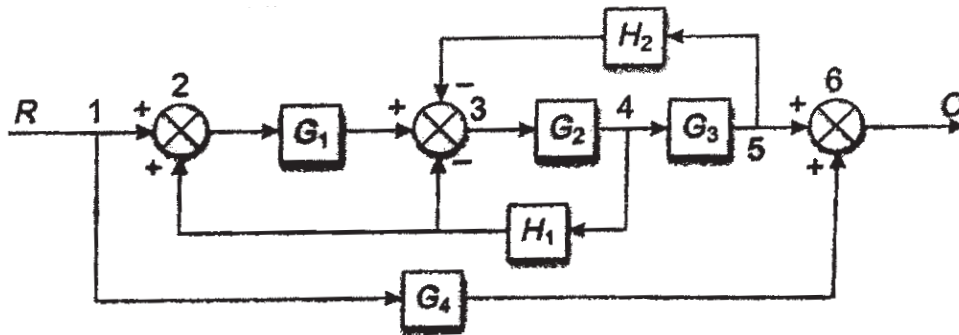 H₂
−
R 1 + 2 G₁ + 3 G₂ 4 G₃ 5 + 6 C
+ − +
H₁
G₄